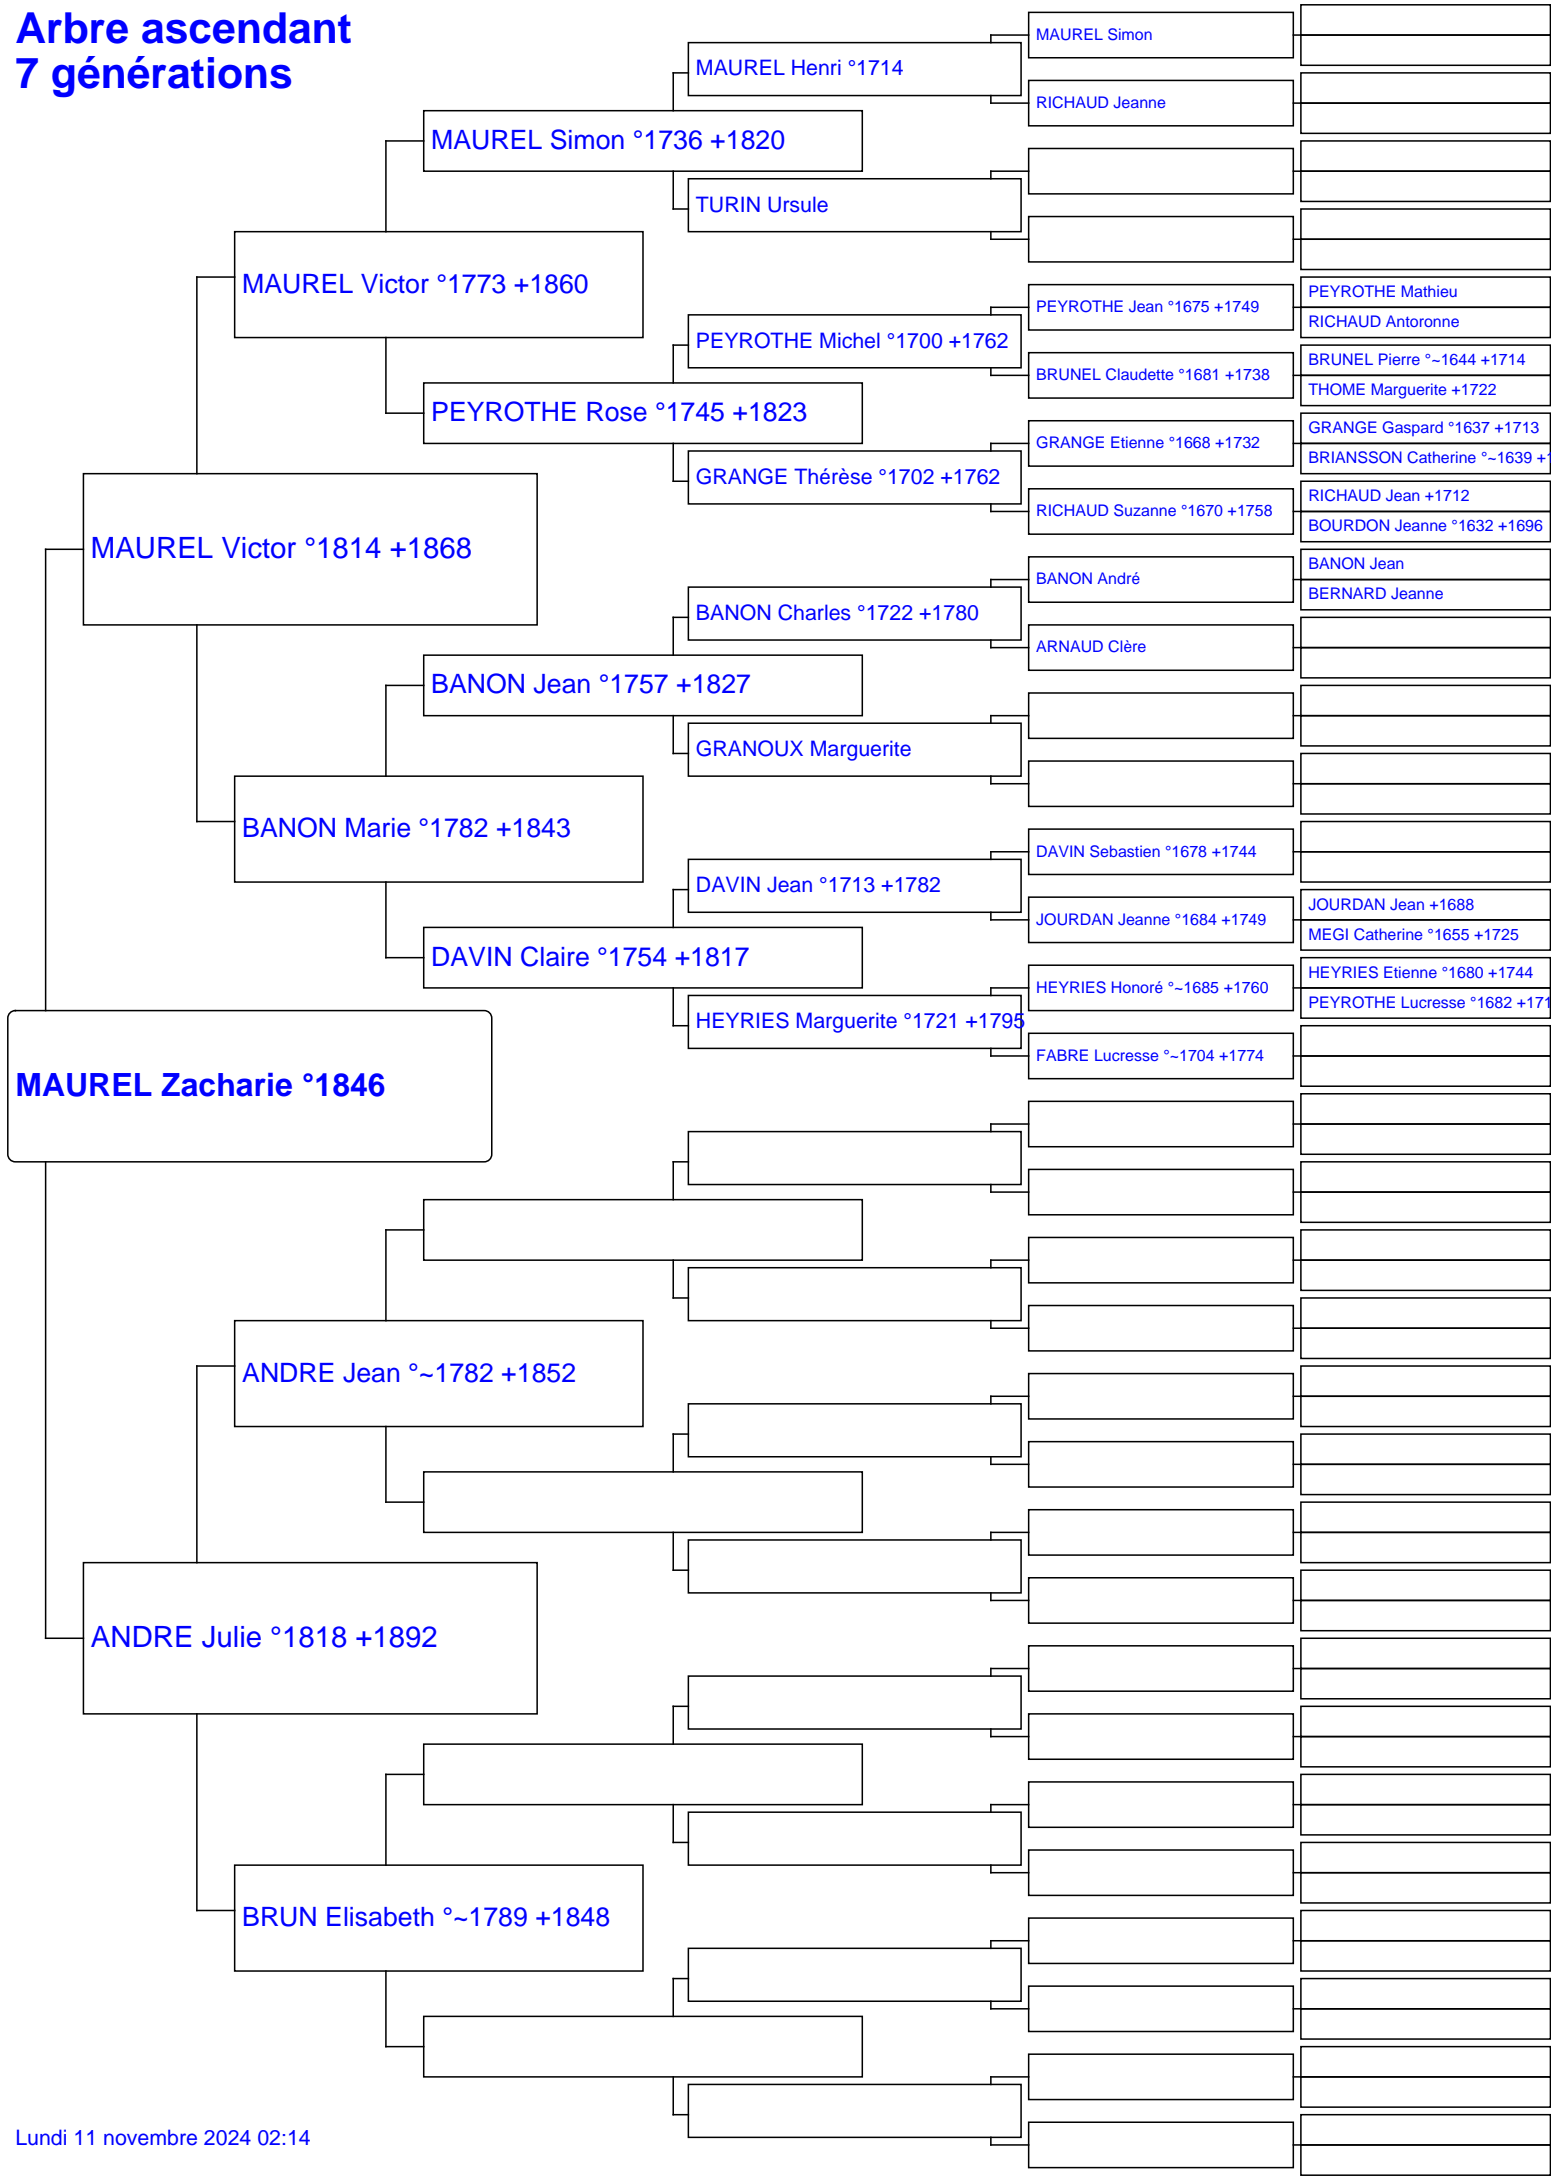 Arbre ascendant
7 générations
MAUREL Simon
MAUREL Henri °1714
RICHAUD Jeanne
MAUREL Simon °1736 +1820
TURIN Ursule
MAUREL Victor °1773 +1860
PEYROTHE Mathieu
PEYROTHE Jean °1675 +1749
RICHAUD Antoronne
PEYROTHE Michel °1700 +1762
BRUNEL Pierre °~1644 +1714
BRUNEL Claudette °1681 +1738
THOME Marguerite +1722
PEYROTHE Rose °1745 +1823
GRANGE Gaspard °1637 +1713
GRANGE Etienne °1668 +1732
BRIANSSON Catherine °~1639 +1
GRANGE Thérèse °1702 +1762
RICHAUD Jean +1712
RICHAUD Suzanne °1670 +1758
BOURDON Jeanne °1632 +1696
MAUREL Victor °1814 +1868
BANON Jean
BANON André
BERNARD Jeanne
BANON Charles °1722 +1780
ARNAUD Clère
BANON Jean °1757 +1827
GRANOUX Marguerite
BANON Marie °1782 +1843
DAVIN Sebastien °1678 +1744
DAVIN Jean °1713 +1782
JOURDAN Jean +1688
JOURDAN Jeanne °1684 +1749
MEGI Catherine °1655 +1725
DAVIN Claire °1754 +1817
HEYRIES Etienne °1680 +1744
HEYRIES Honoré °~1685 +1760
PEYROTHE Lucresse °1682 +171
HEYRIES Marguerite °1721 +1795
FABRE Lucresse °~1704 +1774
MAUREL Zacharie °1846
ANDRE Jean °~1782 +1852
ANDRE Julie °1818 +1892
BRUN Elisabeth °~1789 +1848
Lundi 11 novembre 2024 02:14